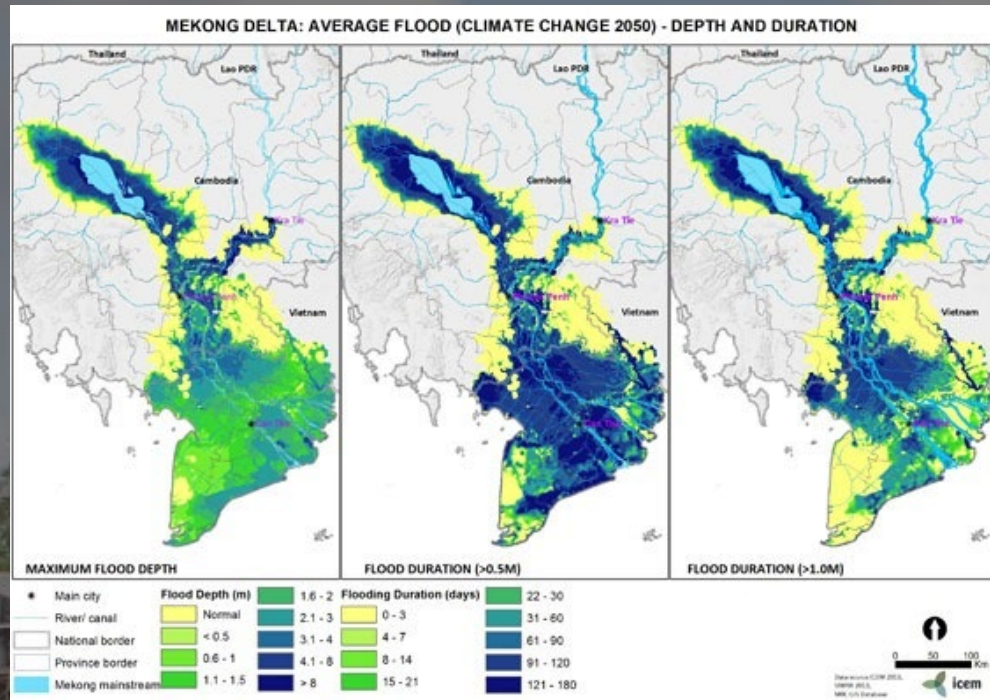 MEKONG DELTA: AVERAGE FLOOD (CLIMATE CHANGE 2050) - DEPTH AND DURATION
Thailand
Lao PDR
Cambodia
Kra Tie
Vietnam
MAXIMUM FLOOD DEPTH
Thailand
Lao PDR
Cambodia
Kra Tie
Penh
Vietnam
FLOOD DURATION (>0.5M)
Thailand
Lao PDR
Cambodia
Kra Tie
Penh
Vietnam
FLOOD DURATION (>1.0M)
Main city
River/ canal
National border
Province border
Mekong mainstream
Flood Depth (m)
Normal
< 0.5
0.6 - 1
1.1 - 1.5
1.6 - 2
2.1 - 3
3.1 - 4
4.1 - 8
> 8
Flooding Duration (days)
0 - 3
4 - 7
8 - 14
15 - 21
22 - 30
31 - 60
61 - 90
91 - 120
121 - 180
0 50 100
Km
icem